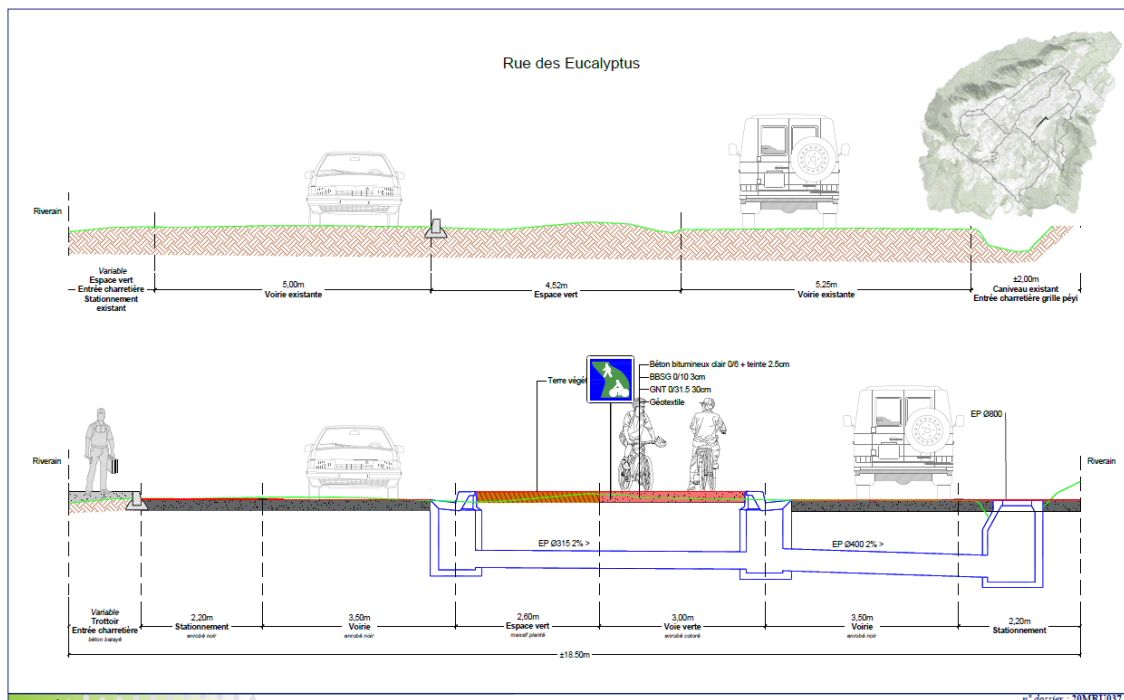 Rue des Eucalyptus
Riverain
Variable
Espace vert
Entrée charretière
Stationnement
existant
5,00m
Voirie existante
4,52m
Espace vert
5,25m
Voirie existante
±2,00m
Caniveau existant
Entrée charretière grille péyi
Terre végét
Béton bitumineux clair 0/6 + teinte 2.5cm
BBSG 0/10 3cm
GNT 0/31.5 30cm
Géotextile
EP Ø800
Riverain
Riverain
EP Ø315 2% >
EP Ø400 2% >
Variable
Trottoir
Entrée charretière
béton balayé
2,20m
Stationnement
enrobé noir
3,50m
Voirie
enrobé noir
2,60m
Espace vert
massif planté
3,00m
Voie verte
enrobé coloré
3,50m
Voirie
enrobé noir
2,20m
Stationnement
±18.50m
n° dossier : 20MRU037